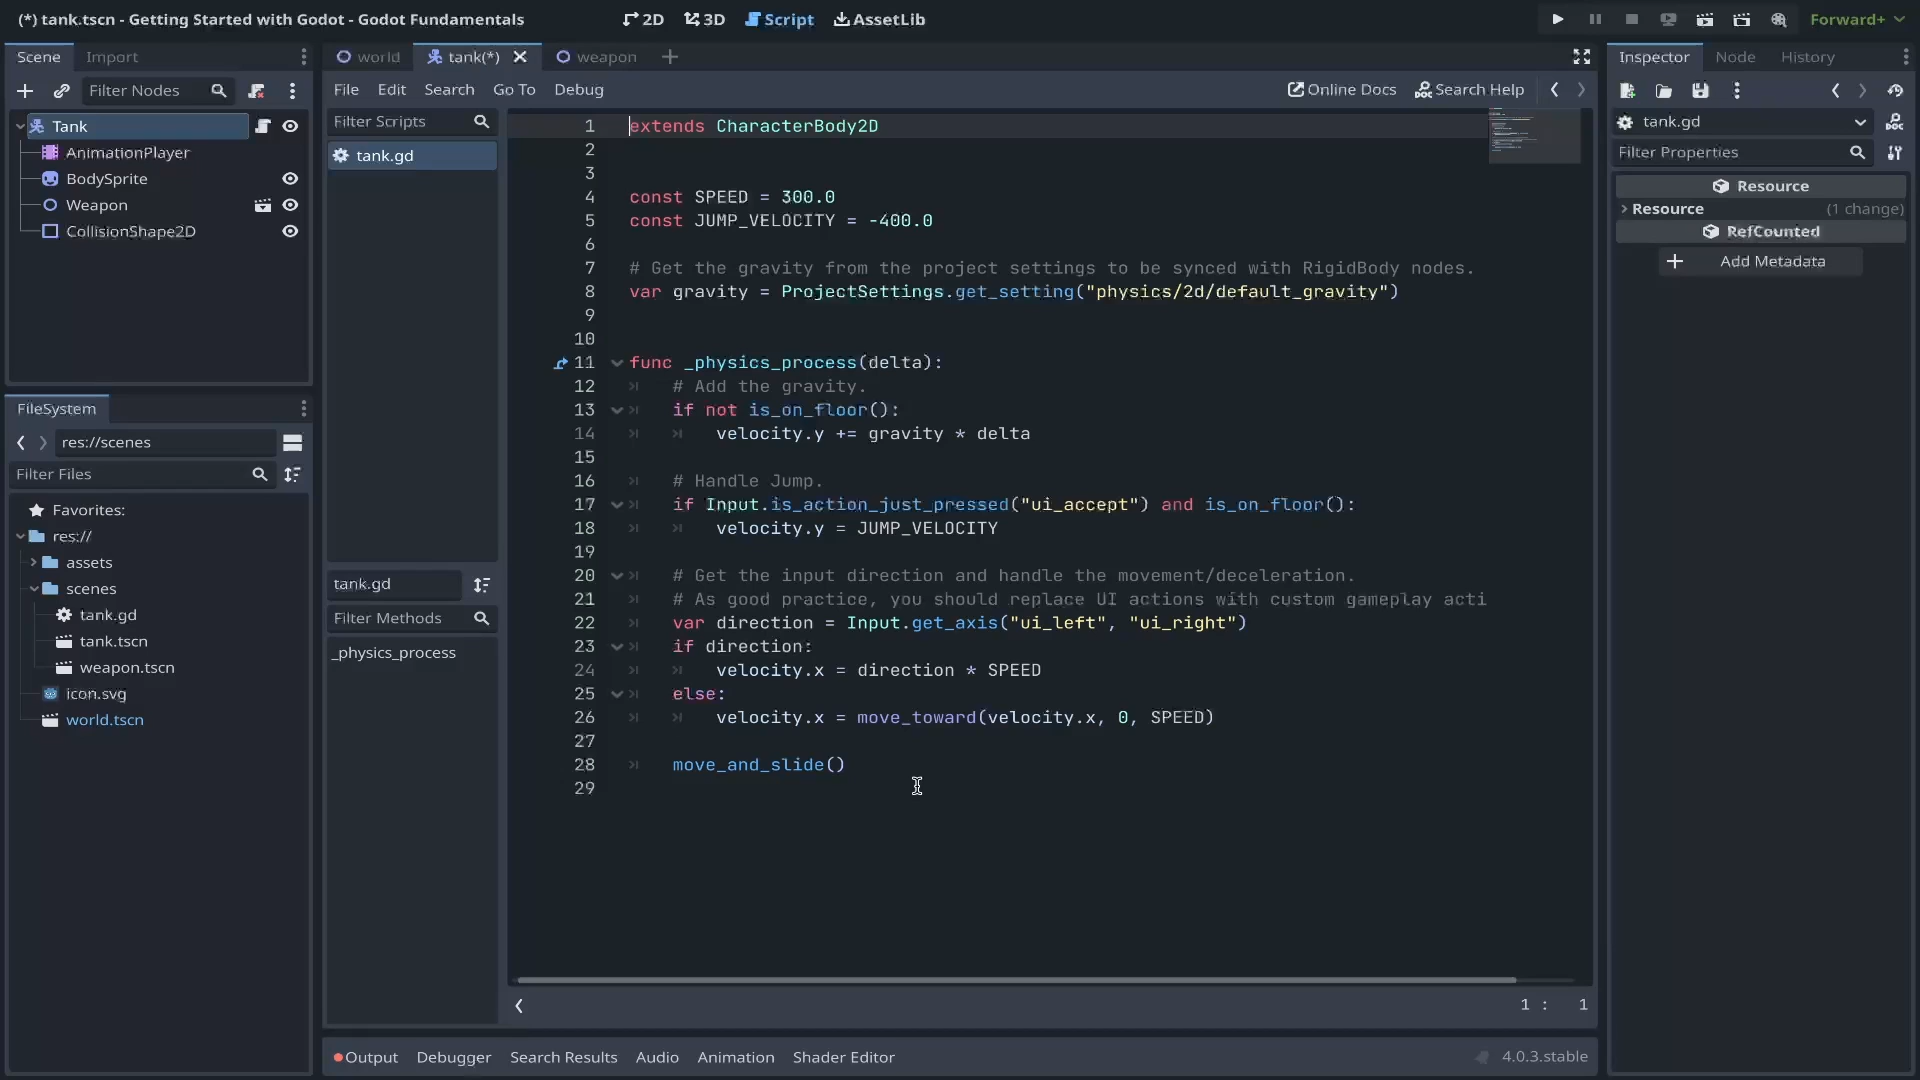 (*) tank.tscn - Getting Started with Godot - Godot Fundamentals
2D 3D Script AssetLib
Forward+
Scene Import
Filter Nodes
Tank
AnimationPlayer
BodySprite
Weapon
CollisionShape2D
FileSystem
res://scenes
Filter Files
Favorites:
res://
assets
scenes
tank.gd
tank.tscn
weapon.tscn
icon.svg
world.tscn
world tank(*) weapon
File Edit Search Go To Debug
Online Docs Search Help
Filter Scripts
tank.gd
tank.gd
Filter Methods
_physics_process
1 extends CharacterBody2D
2
3
4 const SPEED = 300.0
5 const JUMP_VELOCITY = -400.0
6
7 # Get the gravity from the project settings to be synced with RigidBody nodes.
8 var gravity = ProjectSettings.get_setting("physics/2d/default_gravity")
9
10
11 func _physics_process(delta):
12 # Add the gravity.
13 if not is_on_floor():
14 velocity.y += gravity * delta
15
16 # Handle Jump.
17 if Input.is_action_just_pressed("ui_accept") and is_on_floor():
18 velocity.y = JUMP_VELOCITY
19
20 # Get the input direction and handle the movement/deceleration.
21 # As good practice, you should replace UI actions with custom gameplay acti
22 var direction = Input.get_axis("ui_left", "ui_right")
23 if direction:
24 velocity.x = direction * SPEED
25 else:
26 velocity.x = move_toward(velocity.x, 0, SPEED)
27
28 move_and_slide()
29
1 : 1
Output Debugger Search Results Audio Animation Shader Editor
4.0.3.stable
Inspector Node History
tank.gd
Filter Properties
Resource
Resource (1 change)
RefCounted
Add Metadata